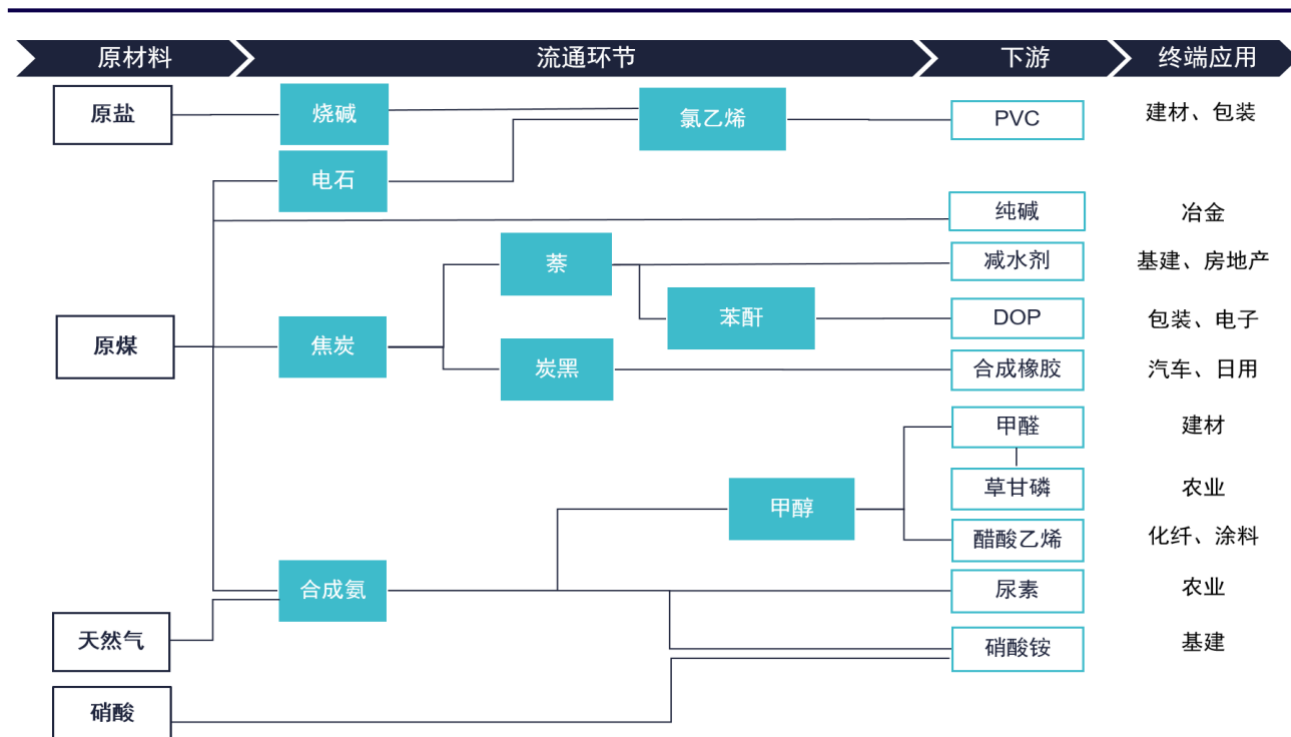 原材料 流通环节 下游 终端应用
原盐 烧碱 氯乙烯 PVC 建材、包装
电石
纯碱 冶金
萘 减水剂 基建、房地产
原煤 焦炭 苯酐 DOP 包装、电子
炭黑 合成橡胶 汽车、日用
甲醛 建材
甲醇 草甘磷 农业
醋酸乙烯 化纤、涂料
合成氨 尿素 农业
天然气 硝酸铵 基建
硝酸